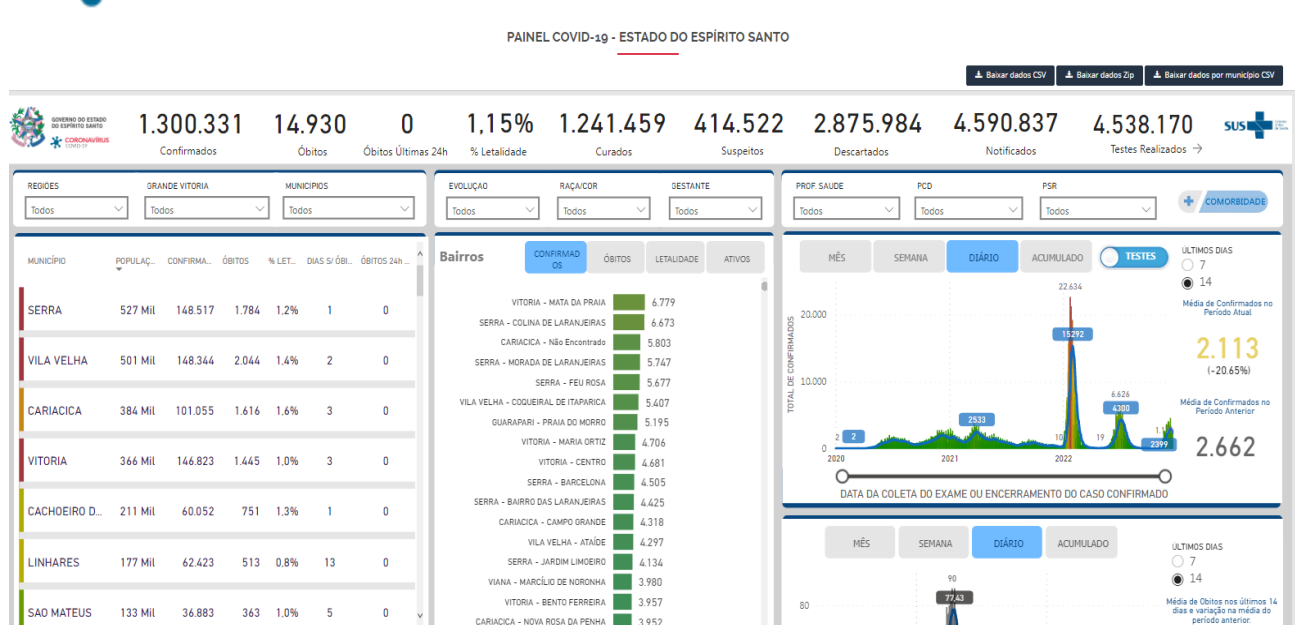 PAINEL COVID-19 - ESTADO DO ESPÍRITO SANTO
Baixar dados CSV
Baixar dados Zip
Baixar dados por município CSV
GOVERNO DO ESTADO
DO ESPÍRITO SANTO
CORONAVÍRUS
COVID-19
1.300.331
Confirmados
14.930
Óbitos
0
Óbitos Últimas 24h
1,15%
% Letalidade
1.241.459
Curados
414.522
Suspeitos
2.875.984
Descartados
4.590.837
Notificados
4.538.170
Testes Realizados →
SUS
REGIÕES
Todos
GRANDE VITORIA
Todos
MUNICIPIOS
Todos
EVOLUÇAO
Todos
RAÇA/COR
Todos
GESTANTE
Todos
PROF. SAUDE
Todos
PCD
Todos
PSR
Todos
COMORBIDADE
MUNICÍPIO POPULAÇ... CONFIRMA... ÓBITOS % LET... DIAS S/ ÓBI... ÓBITOS 24h ...
SERRA 527 Mil 148.517 1.784 1,2% 1 0
VILA VELHA 501 Mil 148.344 2.044 1,4% 2 0
CARIACICA 384 Mil 101.055 1.616 1,6% 3 0
VITORIA 366 Mil 146.823 1.445 1,0% 3 0
CACHOEIRO D... 211 Mil 60.052 751 1,3% 1 0
LINHARES 177 Mil 62.423 513 0,8% 13 0
SAO MATEUS 133 Mil 36.883 363 1,0% 5 0
Bairros
CONFIRMAD
OS
ÓBITOS
LETALIDADE
ATIVOS
VITORIA - MATA DA PRAIA 6.779
SERRA - COLINA DE LARANJEIRAS 6.673
CARIACICA - Não Encontrado 5.803
SERRA - MORADA DE LARANJEIRAS 5.747
SERRA - FEU ROSA 5.677
VILA VELHA - COQUEIRAL DE ITAPARICA 5.407
GUARAPARI - PRAIA DO MORRO 5.195
VITORIA - MARIA ORTIZ 4.706
VITORIA - CENTRO 4.681
SERRA - BARCELONA 4.505
SERRA - BAIRRO DAS LARANJEIRAS 4.425
CARIACICA - CAMPO GRANDE 4.318
VILA VELHA - ATAÍDE 4.297
SERRA - JARDIM LIMOEIRO 4.134
VIANA - MARCÍLIO DE NORONHA 3.980
VITORIA - BENTO FERREIRA 3.957
CARIACICA - NOVA ROSA DA PENHA 3.952
MÊS
SEMANA
DIÁRIO
ACUMULADO
TESTES
TOTAL DE CONFIRMADOS
20.000
10.000
0
22.634
15292
6.626
4300
2533
2
2
10
19
1.1
2399
2020
2021
2022
DATA DA COLETA DO EXAME OU ENCERRAMENTO DO CASO CONFIRMADO
ÚLTIMOS DIAS
7
14
Média de Confirmados no
Período Atual
2.113
(-20.65%)
Média de Confirmados no
Período Anterior
2.662
MÊS
SEMANA
DIÁRIO
ACUMULADO
90
77,43
80
ÚLTIMOS DIAS
7
14
Média de Obitos nos últimos 14
dias e variação na média do
período anterior.